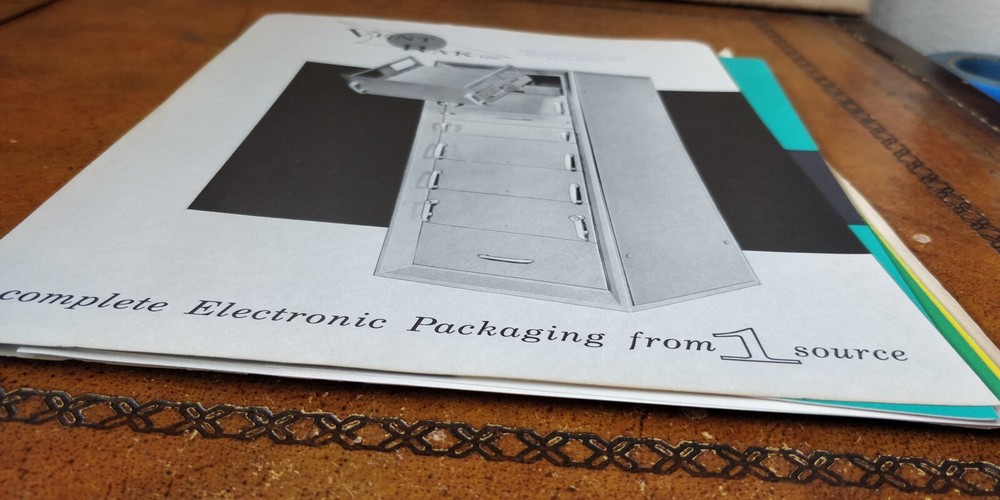 complete Electronic Packaging from 1 source